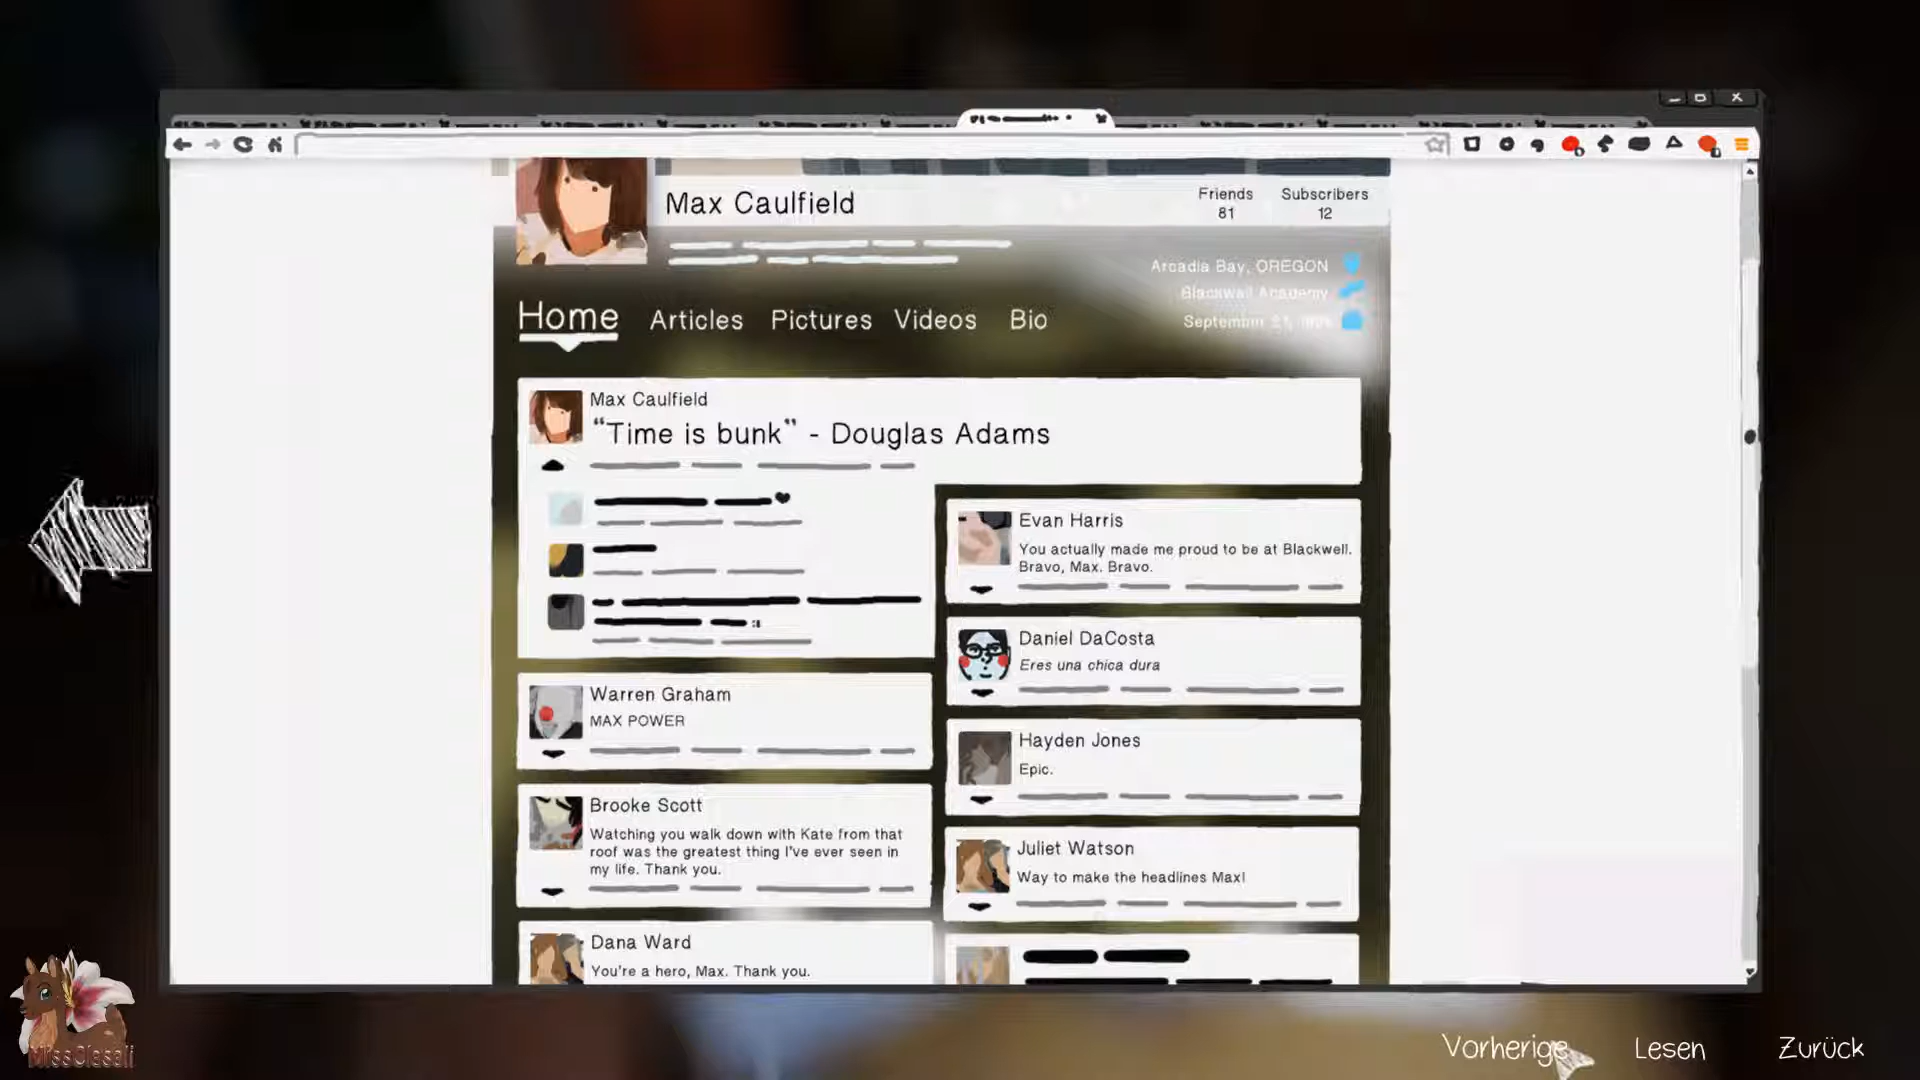 Max Caulfield
Friends
81
Subscribers
12
Arcadia Bay, OREGON
Blackwell Academy
September
Home
Articles
Pictures
Videos
Bio
Max Caulfield
“Time is bunk” - Douglas Adams
Warren Graham
MAX POWER
Brooke Scott
Watching you walk down with Kate from that
roof was the greatest thing I've ever seen in
my life. Thank you.
Dana Ward
You're a hero, Max. Thank you.
Evan Harris
You actually made me proud to be at Blackwell.
Bravo, Max. Bravo.
Daniel DaCosta
Eres una chica dura
Hayden Jones
Epic.
Juliet Watson
Way to make the headlines Max!
MissClesali
Vorherige
Lesen
Zurück